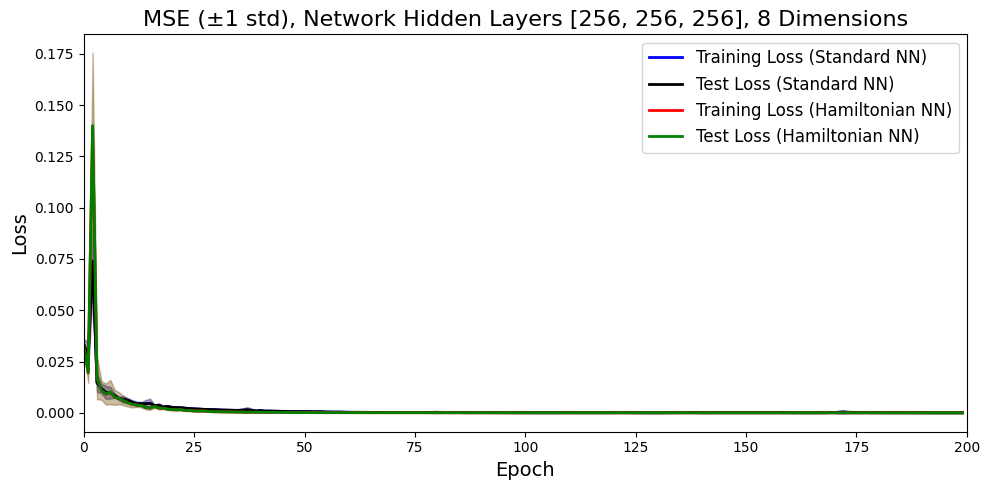 MSE (±1 std), Network Hidden Layers [256, 256, 256], 8 Dimensions
Training Loss (Standard NN)
Test Loss (Standard NN)
Training Loss (Hamiltonian NN)
Test Loss (Hamiltonian NN)
Loss
0.175
0.150
0.125
0.100
0.075
0.050
0.025
0.000
0 25 50 75 100 125 150 175 200
Epoch